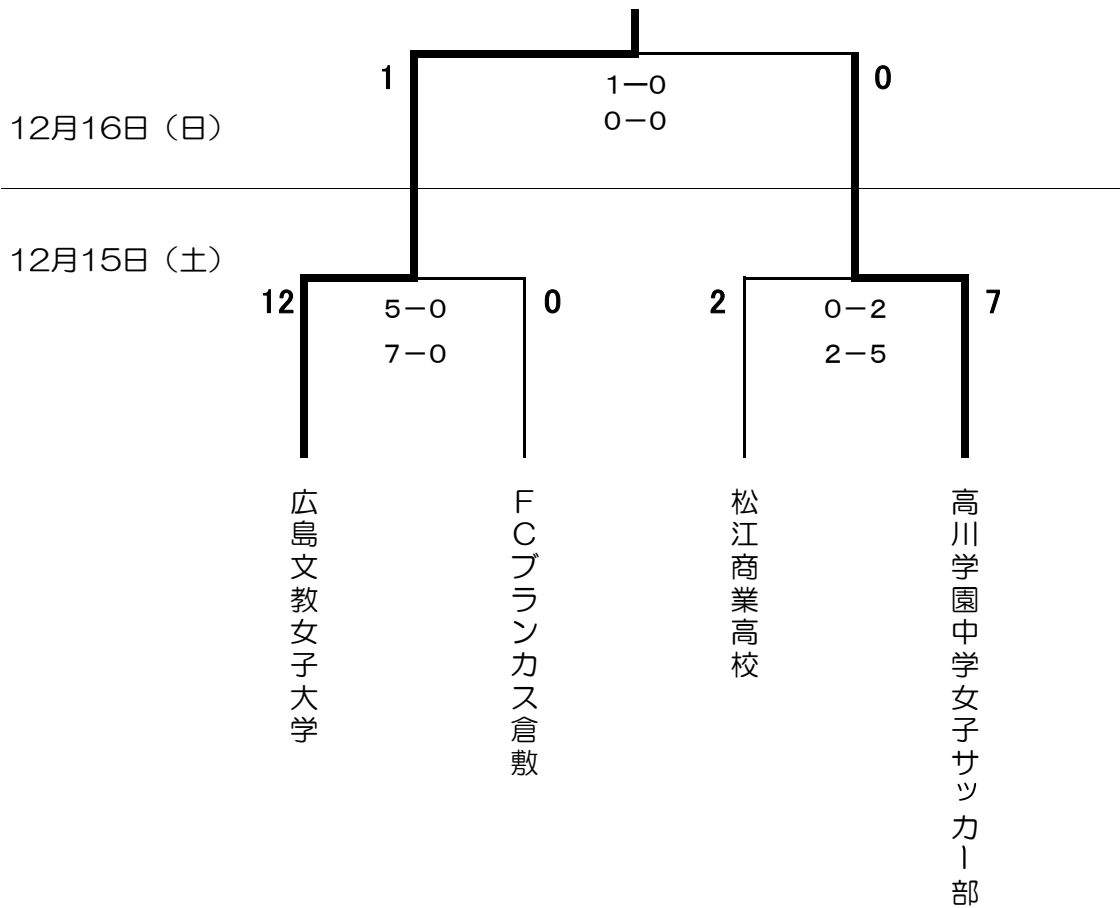 1
0
1－0
0－0
12月16日（日）
12月15日（土）
12
5－0
7－0
0
2
0－2
2－5
7
広島文教女子大学
FCブランカス倉敷
松江商業高校
高川学園中学女子サッカー部